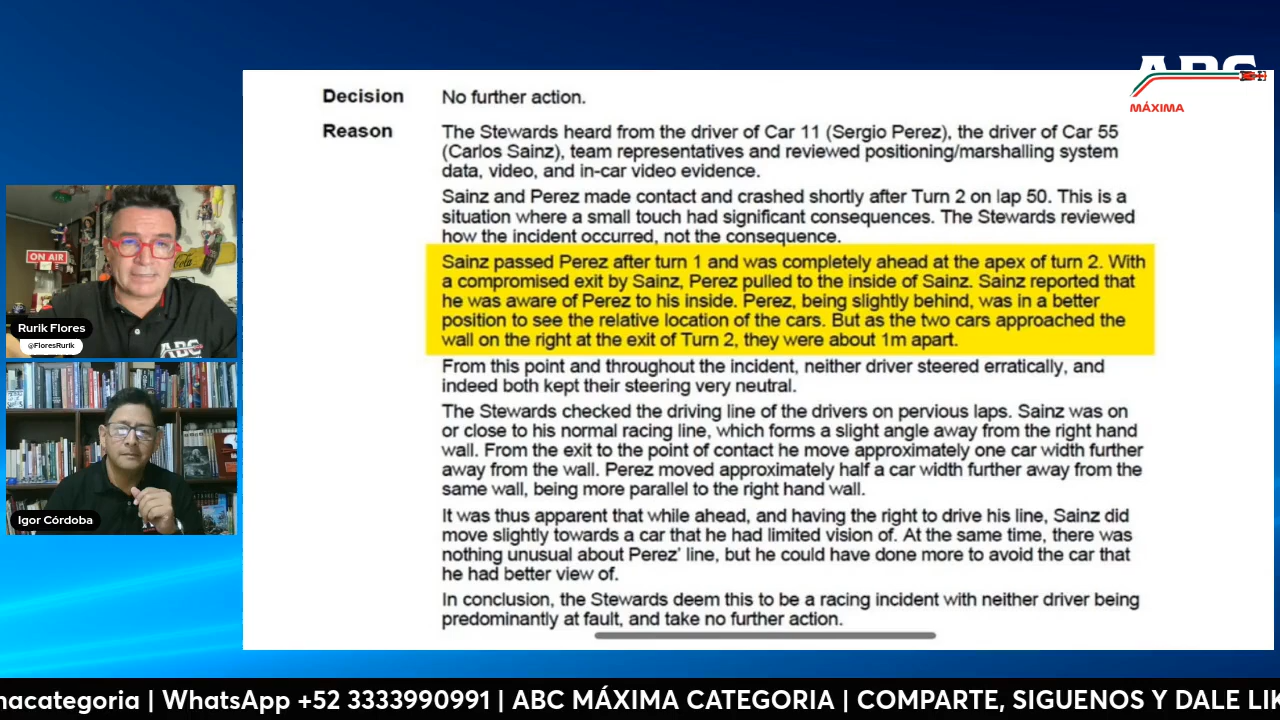 ABC
MÁXIMA
Decision No further action.
Reason The Stewards heard from the driver of Car 11 (Sergio Perez), the driver of Car 55
(Carlos Sainz), team representatives and reviewed positioning/marshalling system
data, video, and in-car video evidence.
Sainz and Perez made contact and crashed shortly after Turn 2 on lap 50. This is a
situation where a small touch had significant consequences. The Stewards reviewed
how the incident occurred, not the consequence.
Sainz passed Perez after turn 1 and was completely ahead at the apex of turn 2. With
a compromised exit by Sainz, Perez pulled to the inside of Sainz. Sainz reported that
he was aware of Perez to his inside. Perez, being slightly behind, was in a better
position to see the relative location of the cars. But as the two cars approached the
wall on the right at the exit of Turn 2, they were about 1m apart.
From this point and throughout the incident, neither driver steered erratically, and
indeed both kept their steering very neutral.
The Stewards checked the driving line of the drivers on pervious laps. Sainz was on
or close to his normal racing line, which forms a slight angle away from the right hand
wall. From the exit to the point of contact he move approximately one car width further
away from the wall. Perez moved approximately half a car width further away from the
same wall, being more parallel to the right hand wall.
It was thus apparent that while ahead, and having the right to drive his line, Sainz did
move slightly towards a car that he had limited vision of. At the same time, there was
nothing unusual about Perez' line, but he could have done more to avoid the car that
he had better view of.
In conclusion, the Stewards deem this to be a racing incident with neither driver being
predominantly at fault, and take no further action.
ON AIR
Cola
ABC
Rurik Flores
@FloresRurik
Igor Córdoba
nacategoria | WhatsApp +52 3333990991 | ABC MÁXIMA CATEGORIA | COMPARTE, SIGUENOS Y DALE LIK